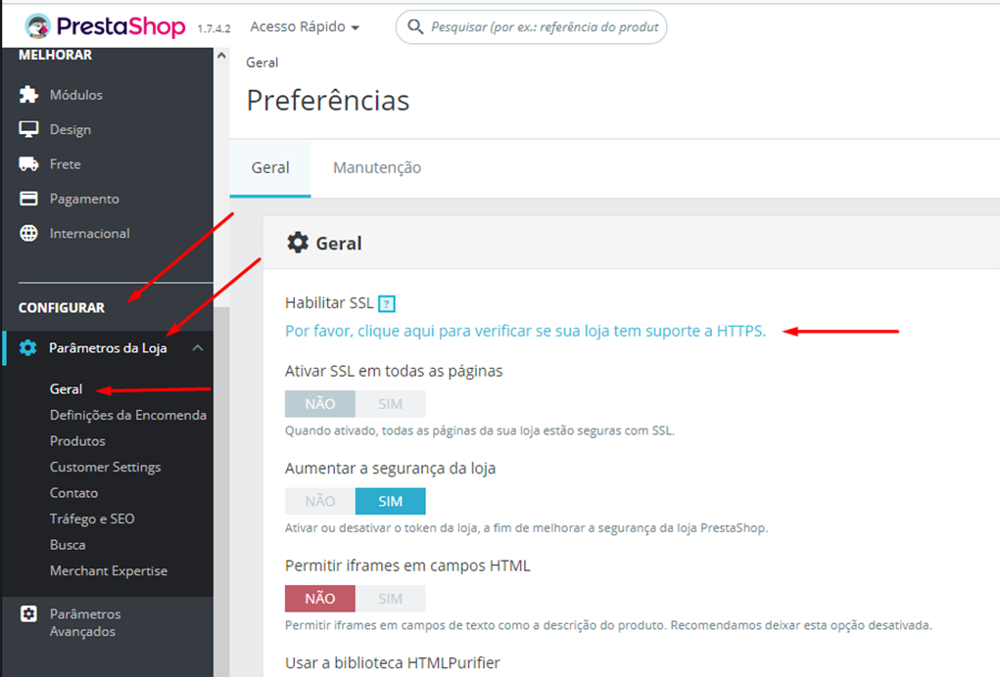 PrestaShop 1.7.4.2 Acesso Rápido Pesquisar (por ex.: referência do produt
MELHORAR
Módulos
Design
Frete
Pagamento
Internacional
CONFIGURAR
Parâmetros da Loja
Geral
Definições da Encomenda
Produtos
Customer Settings
Contato
Tráfego e SEO
Busca
Merchant Expertise
Parâmetros
Avançados
Geral
Preferências
Geral Manutenção
Geral
Habilitar SSL ?
Por favor, clique aqui para verificar se sua loja tem suporte a HTTPS.
Ativar SSL em todas as páginas
NÃO SIM
Quando ativado, todas as páginas da sua loja estão seguras com SSL.
Aumentar a segurança da loja
NÃO SIM
Ativar ou desativar o token da loja, a fim de melhorar a segurança da loja PrestaShop.
Permitir iframes em campos HTML
NÃO SIM
Permitir iframes em campos de texto como a descrição do produto. Recomendamos deixar esta opção desativada.
Usar a biblioteca HTMLPurifier